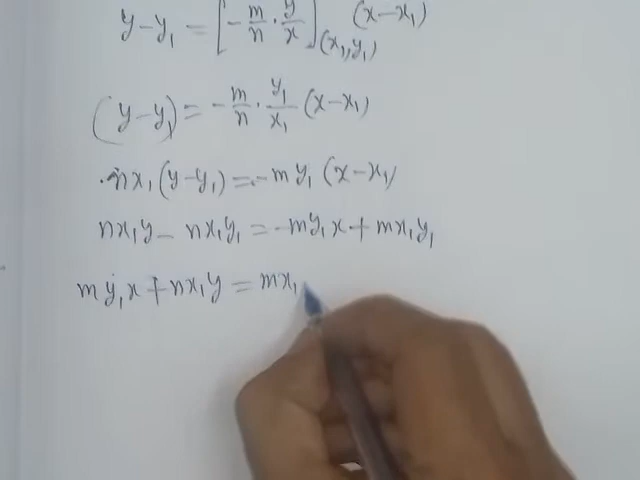 y-y₁ = [-m/n · y/x](x₁,y₁) (x-x₁)
(y-y₁) = -m/n · y₁/x₁ (x-x₁)
nx₁(y-y₁) = -my₁(x-x₁)
nx₁y - nx₁y₁ = -my₁x + mx₁y₁
my₁x + nx₁y = mx₁